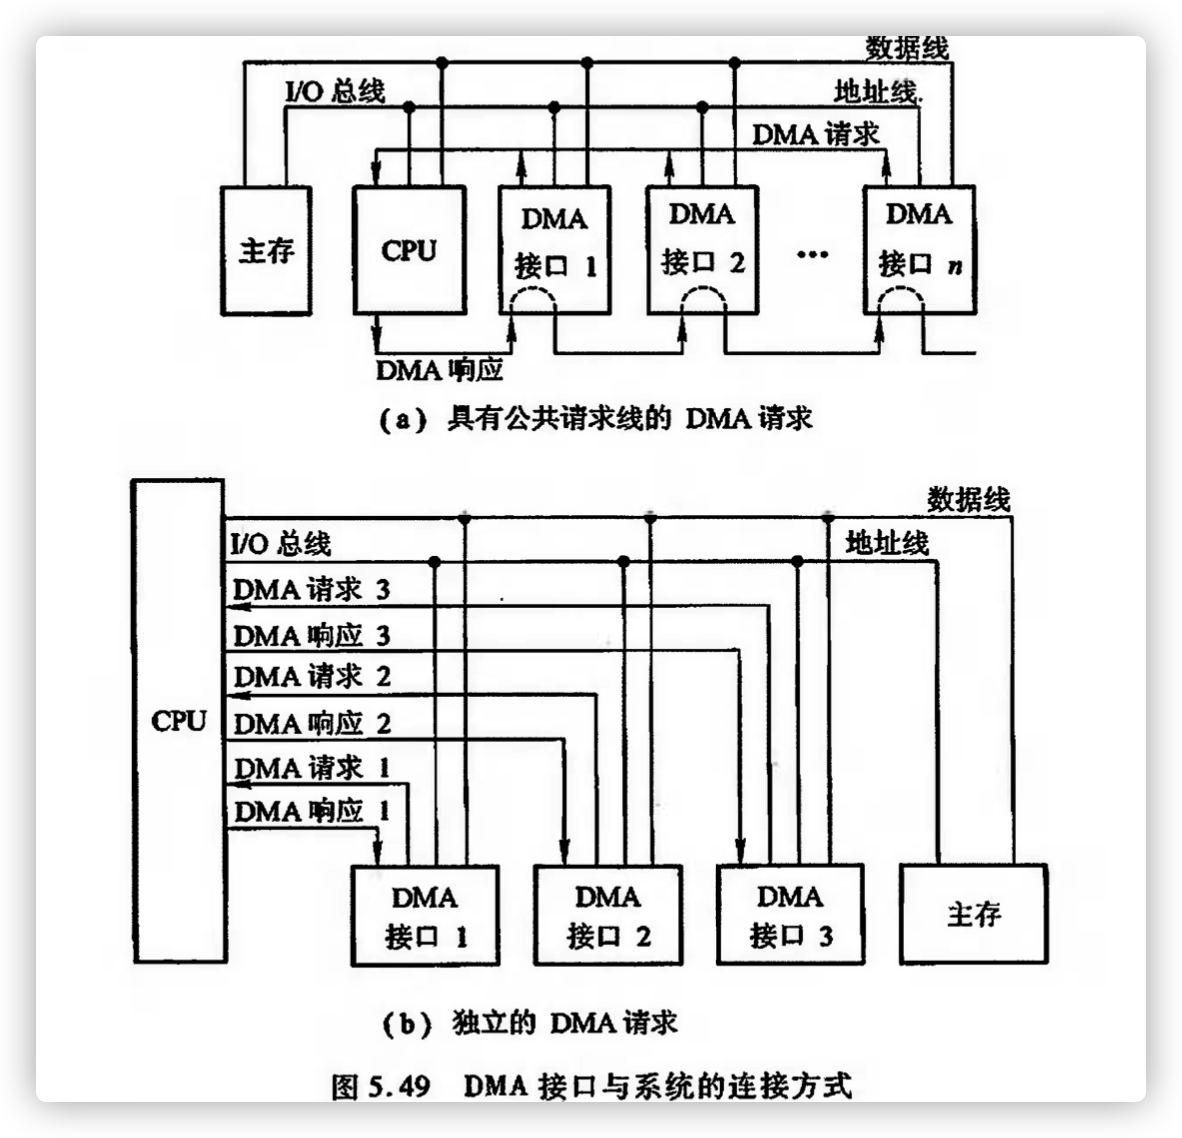 数据线
I/O 总线
地址线
DMA 请求
主存
CPU
DMA
接口 1
DMA
接口 2
...
DMA
接口 n
DMA 响应
(a) 具有公共请求线的 DMA 请求
数据线
I/O 总线
地址线
DMA 请求 3
DMA 响应 3
DMA 请求 2
CPU
DMA 响应 2
DMA 请求 1
DMA 响应 1
DMA
接口 1
DMA
接口 2
DMA
接口 3
主存
(b) 独立的 DMA 请求
图 5.49 DMA 接口与系统的连接方式